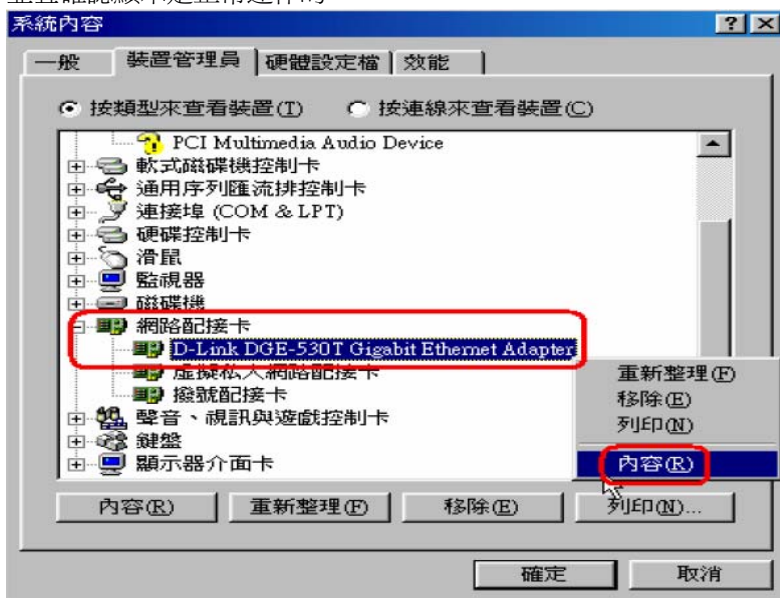 系統內容
一般 裝置管理員 硬體設定檔 效能
按類型來查看裝置(T) 按連線來查看裝置(C)
PCI Multimedia Audio Device
軟式磁碟機控制卡
通用序列匯流排控制卡
連接埠 (COM & LPT)
硬碟控制卡
滑鼠
監視器
磁碟機
網路配接卡
D-Link DGE-530T Gigabit Ethernet Adapter
虛擬私人網路配接卡
撥號配接卡
聲音、視訊與遊戲控制卡
鍵盤
顯示器介面卡
重新整理(F)
移除(E)
列印(N)
內容(R)
內容(R) 重新整理(F) 移除(E) 列印(N)...
確定 取消